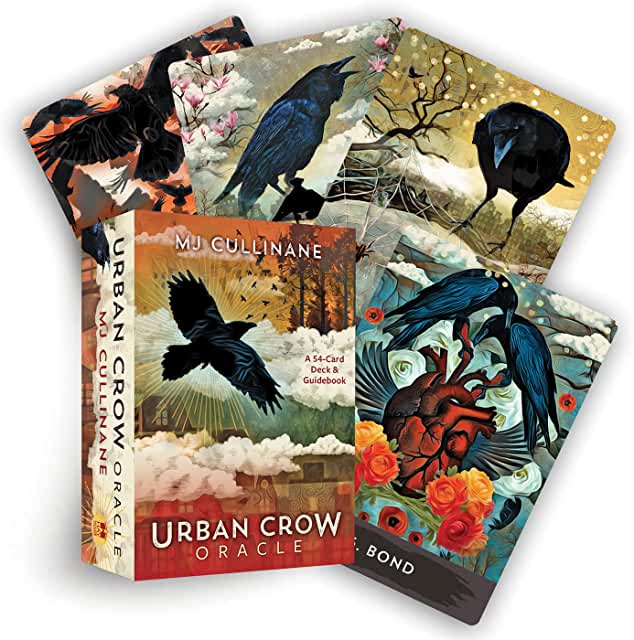 MJ CULLINANE
A 54-Card
Deck &
Guidebook
URBAN CROW
ORACLE
URBAN CROW ORACLE
MJ CULLINANE
BOND